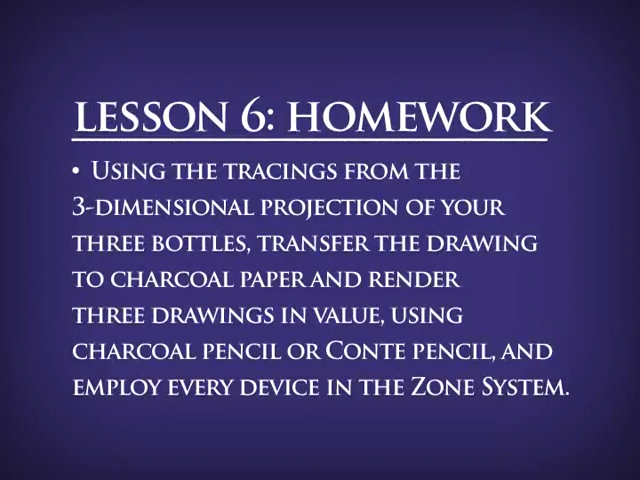 LESSON 6: HOMEWORK
• USING THE TRACINGS FROM THE
3-DIMENSIONAL PROJECTION OF YOUR
THREE BOTTLES, TRANSFER THE DRAWING
TO CHARCOAL PAPER AND RENDER
THREE DRAWINGS IN VALUE, USING
CHARCOAL PENCIL OR CONTE PENCIL, AND
EMPLOY EVERY DEVICE IN THE ZONE SYSTEM.